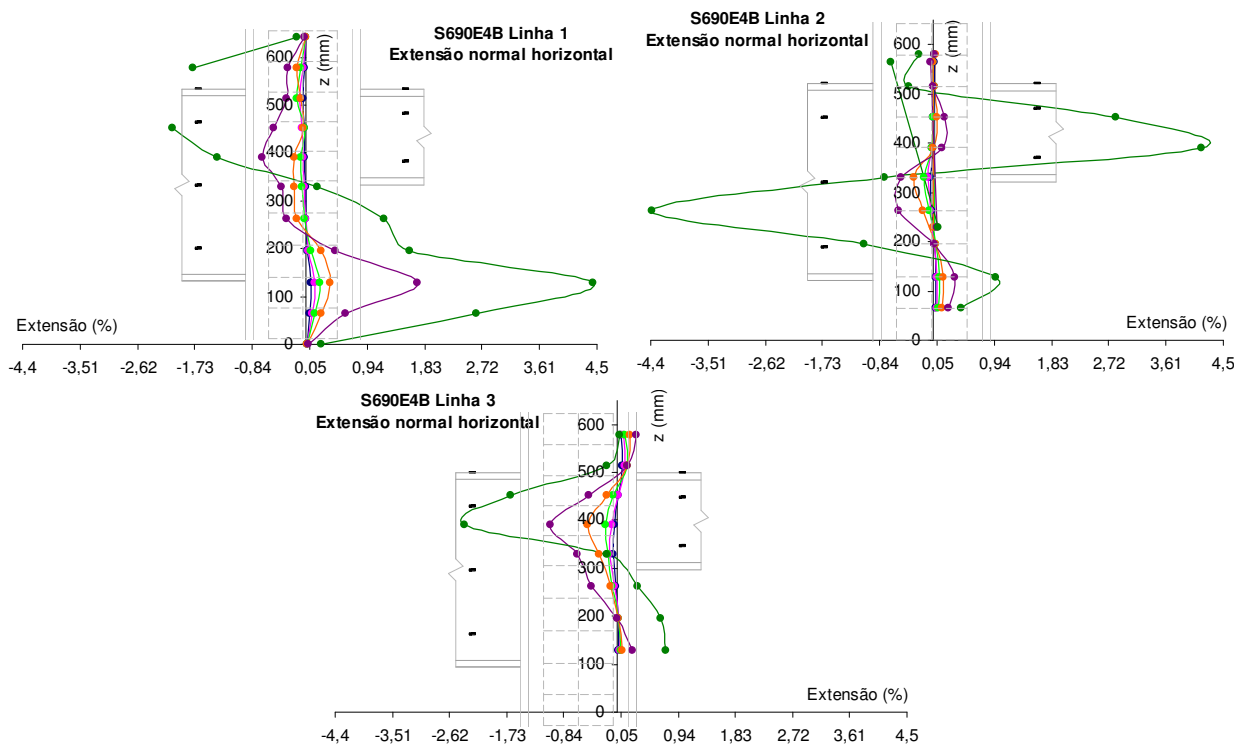 S690E4B Linha 1
Extensão normal horizontal
z (mm)
600
500
400
300
200
100
0
Extensão (%)
-4,4 -3,51 -2,62 -1,73 -0,84 0,05 0,94 1,83 2,72 3,61 4,5
S690E4B Linha 2
Extensão normal horizontal
z (mm)
600
500
400
300
200
100
0
Extensão (%)
-4,4 -3,51 -2,62 -1,73 -0,84 0,05 0,94 1,83 2,72 3,61 4,5
S690E4B Linha 3
Extensão normal horizontal
z (mm)
600
500
400
300
200
100
0
Extensão (%)
-4,4 -3,51 -2,62 -1,73 -0,84 0,05 0,94 1,83 2,72 3,61 4,5